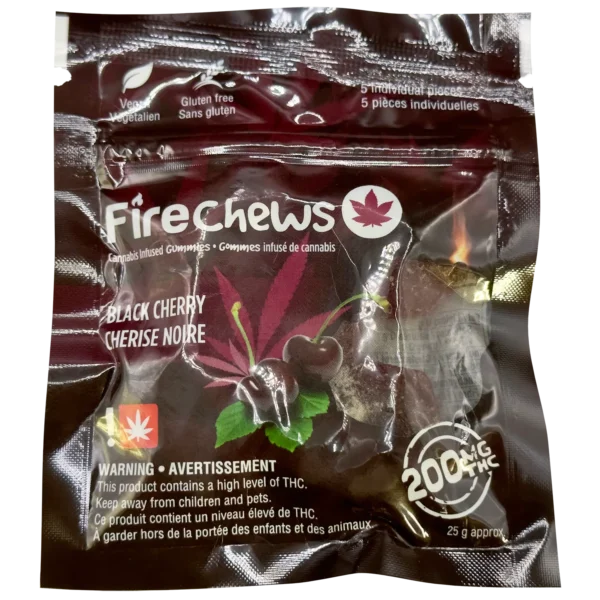 Vegan
Végétalien
Gluten free
Sans gluten
5 individual pieces
5 pièces individuelles
FireChews
Cannabis Infused Gummies • Gommes infusé de cannabis
BLACK CHERRY
CHERISE NOIRE
!
WARNING • AVERTISSEMENT
This product contains a high level of THC.
Keep away from children and pets.
Ce produit contient un niveau élevé de THC.
À garder hors de la portée des enfants et des animaux.
200MG
THC
25 g approx.